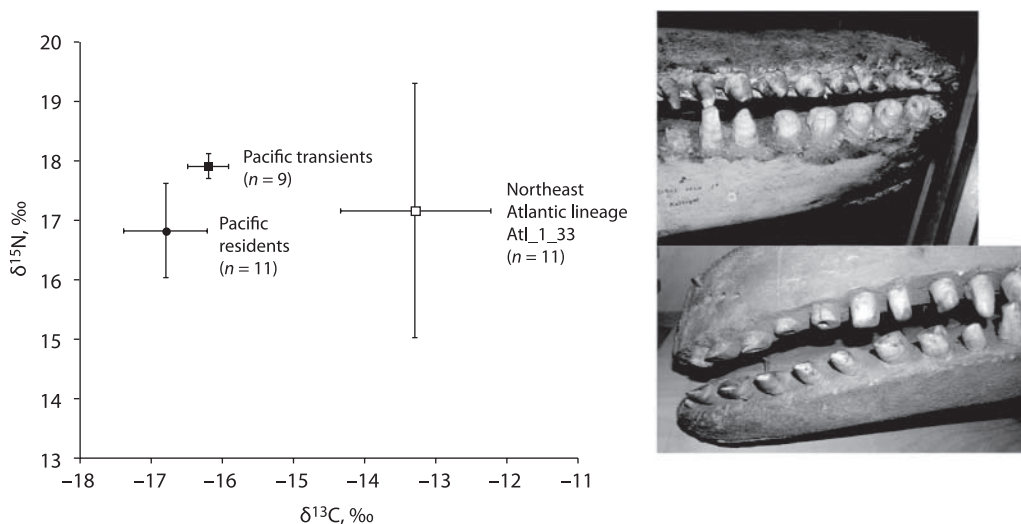 20
19
18
17
16
15
14
13
δ15N, ‰
Pacific transients
(n = 9)
Pacific
residents
(n = 11)
Northeast
Atlantic lineage
Atl_1_33
(n = 11)
–18
–17
–16
–15
–14
–13
–12
–11
δ13C, ‰